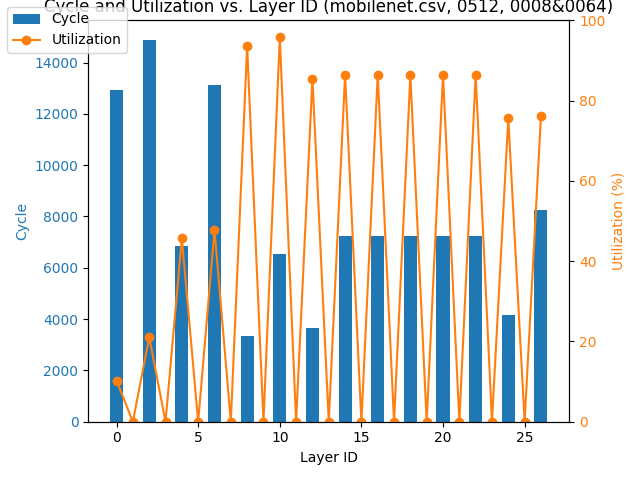 Cycle and Utilization vs. Layer ID (mobilenet.csv, 0512, 0008&0064)
Cycle
Utilization
14000
12000
10000
8000
6000
4000
2000
0
Cycle
100
80
60
40
20
0
Utilization (%)
0 5 10 15 20 25
Layer ID